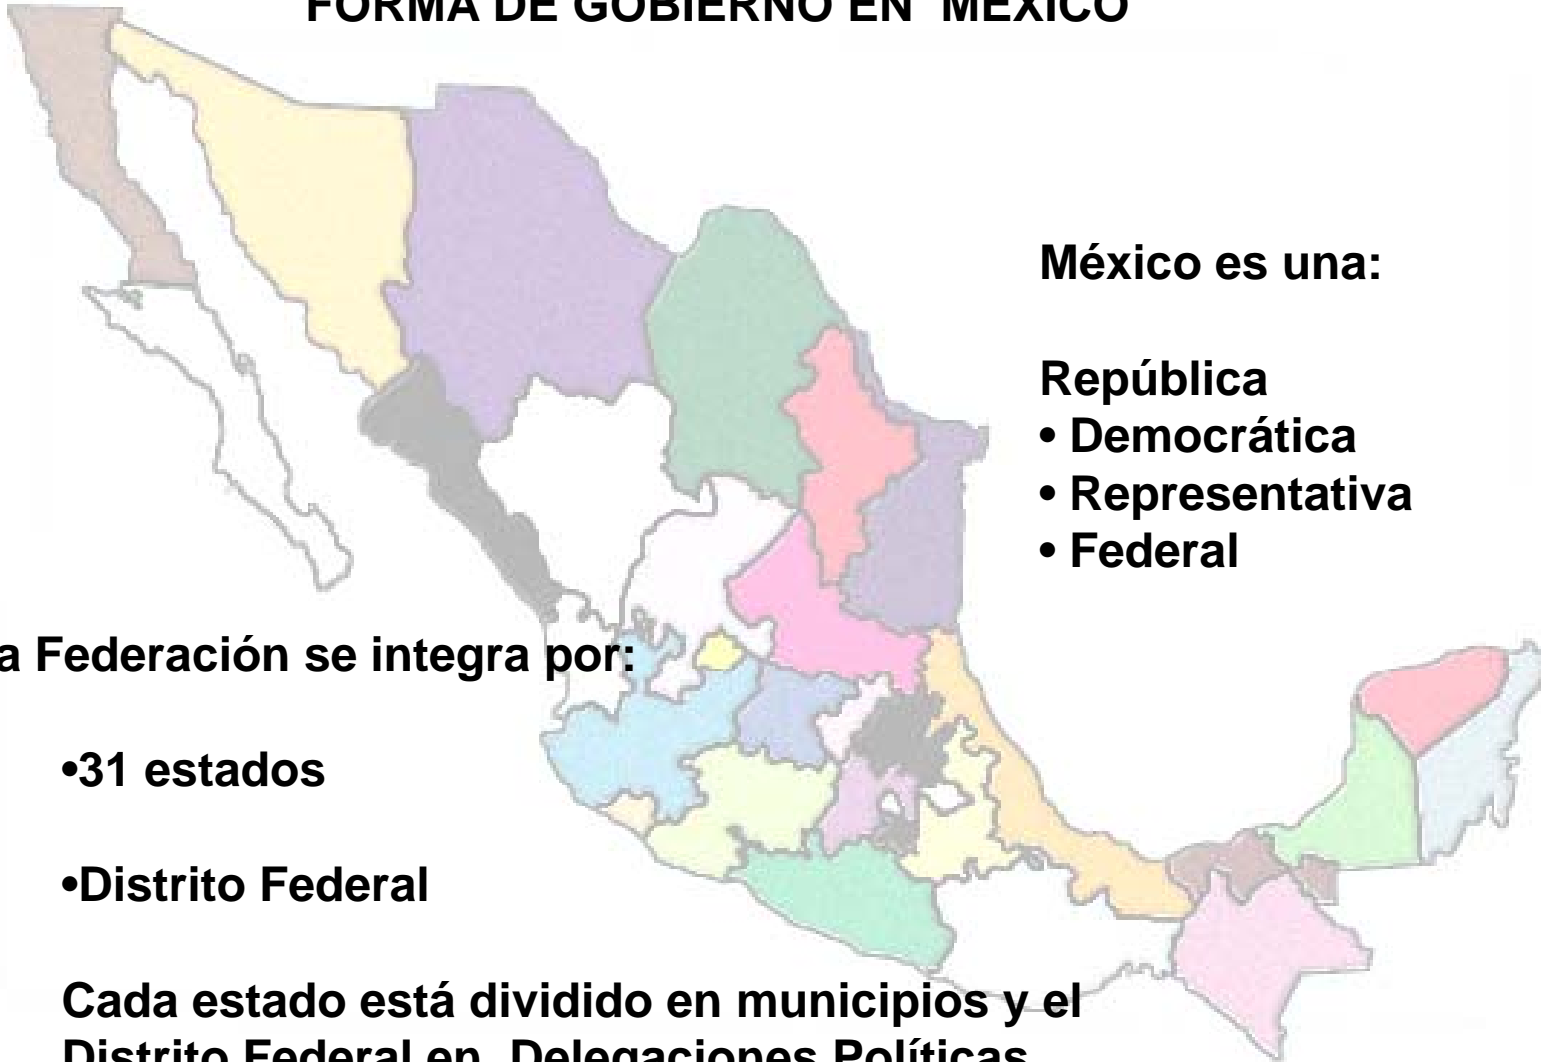 FORMA DE GOBIERNO EN MÉXICO
México es una:
República
• Democrática
• Representativa
• Federal
a Federación se integra por:
•31 estados
•Distrito Federal
Cada estado está dividido en municipios y el
Distrito Federal en Delegaciones Políticas